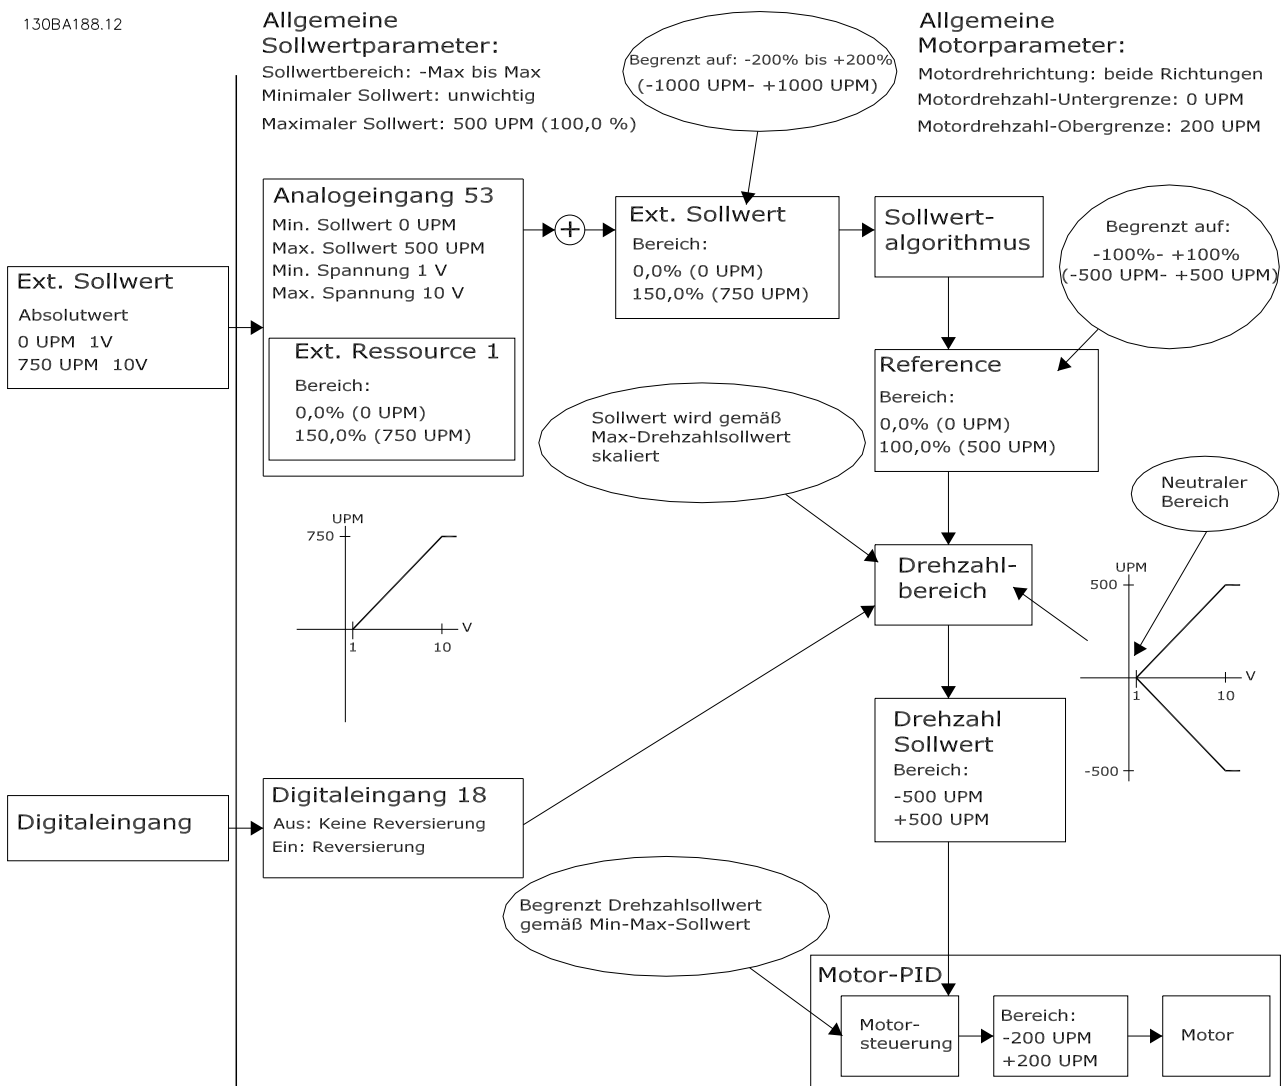 130BA188.12
Allgemeine
Sollwertparameter:
Sollwertbereich: -Max bis Max
Minimaler Sollwert: unwichtig
Maximaler Sollwert: 500 UPM (100,0 %)
Begrenzt auf: -200% bis +200%
(-1000 UPM- +1000 UPM)
Allgemeine
Motorparameter:
Motordrehrichtung: beide Richtungen
Motordrehzahl-Untergrenze: 0 UPM
Motordrehzahl-Obergrenze: 200 UPM
Ext. Sollwert
Absolutwert
0 UPM 1V
750 UPM 10V
Analogeingang 53
Min. Sollwert 0 UPM
Max. Sollwert 500 UPM
Min. Spannung 1 V
Max. Spannung 10 V
Ext. Ressource 1
Bereich:
0,0% (0 UPM)
150,0% (750 UPM)
+
Ext. Sollwert
Bereich:
0,0% (0 UPM)
150,0% (750 UPM)
Sollwert-
algorithmus
Begrenzt auf:
-100%- +100%
(-500 UPM- +500 UPM)
Reference
Bereich:
0,0% (0 UPM)
100,0% (500 UPM)
Sollwert wird gemäß
Max-Drehzahlsollwert
skaliert
Neutraler
Bereich
UPM
750
V
1
10
Drehzahl-
bereich
UPM
500
V
1
10
-500
Drehzahl
Sollwert
Bereich:
-500 UPM
+500 UPM
Digitaleingang
Digitaleingang 18
Aus: Keine Reversierung
Ein: Reversierung
Begrenzt Drehzahlsollwert
gemäß Min-Max-Sollwert
Motor-PID
Motor-
steuerung
Bereich:
-200 UPM
+200 UPM
Motor